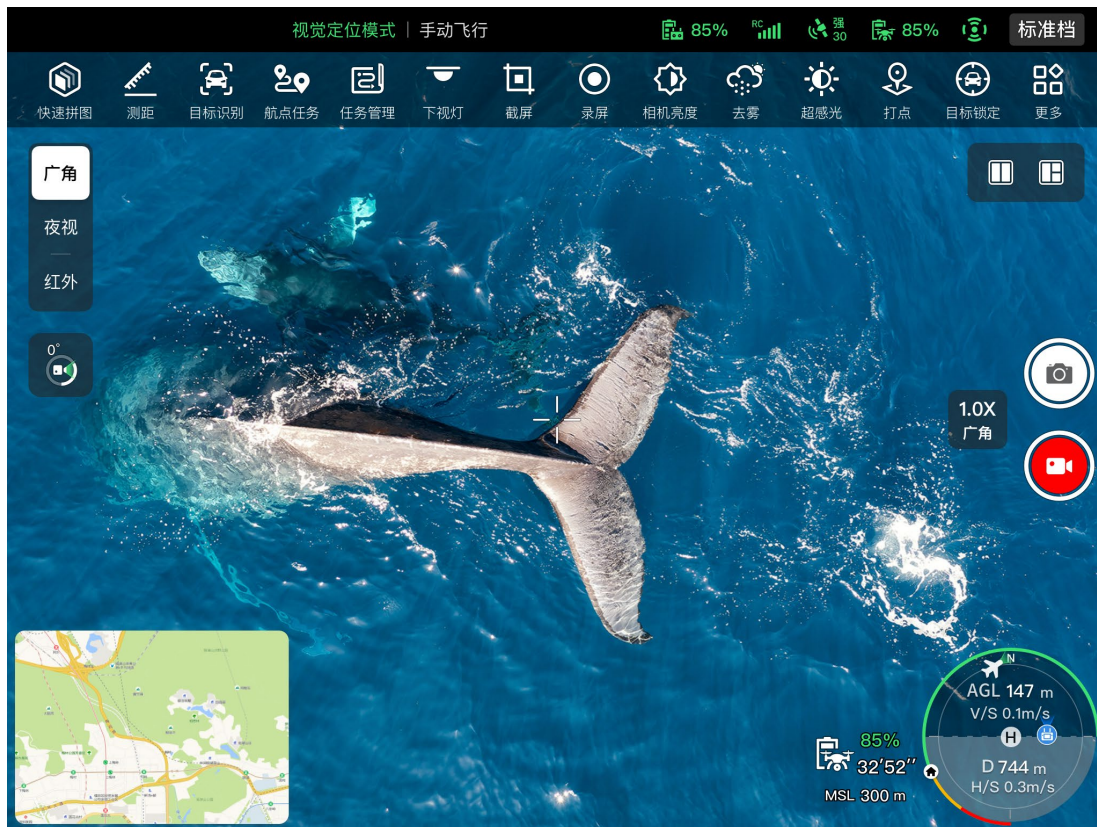 视觉定位模式 | 手动飞行
85%
RC
强
30
85%
标准档
快速拼图
测距
目标识别
航点任务
任务管理
下视灯
截屏
录屏
相机亮度
去雾
超感光
打点
目标锁定
更多
广角
夜视
红外
0°
1.0X
广角
N
AGL 147 m
V/S 0.1m/s
H
D 744 m
H/S 0.3m/s
85%
32′52″
MSL 300 m